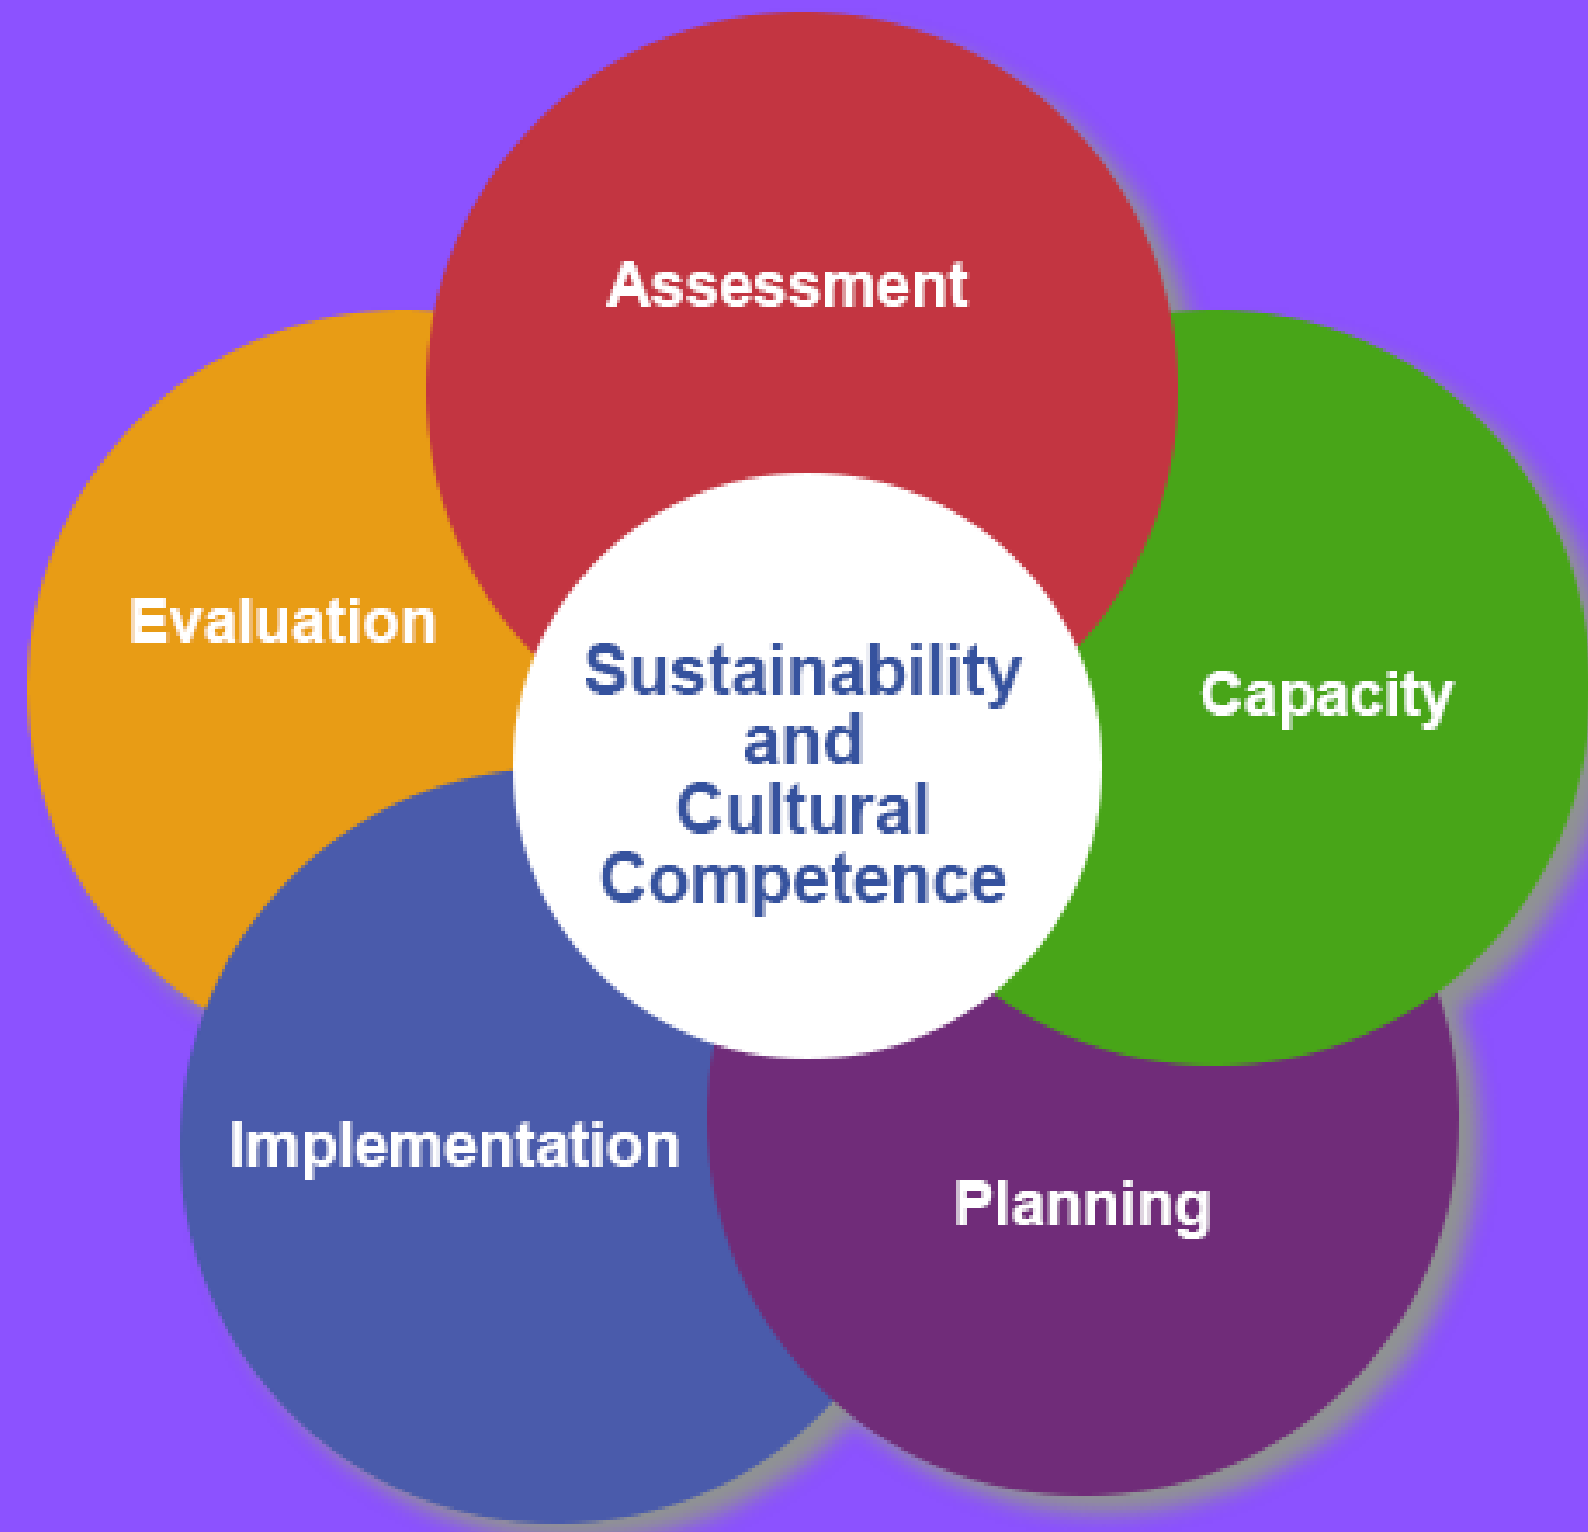 Assessment
Evaluation
Sustainability
and
Cultural
Competence
Capacity
Implementation
Planning